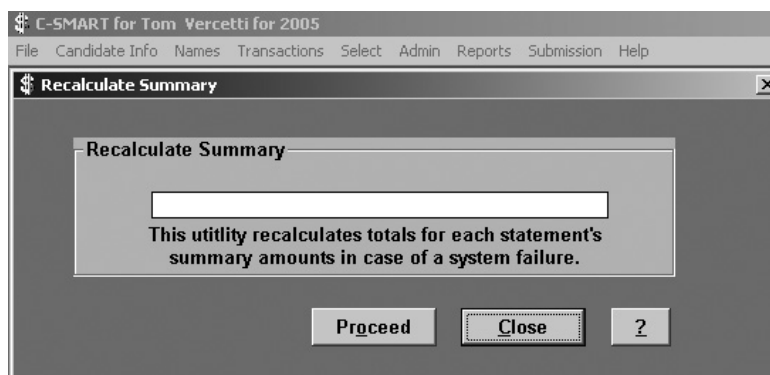 C-SMART for Tom Vercetti for 2005
File Candidate Info Names Transactions Select Admin Reports Submission Help
Recalculate Summary
Recalculate Summary
This utitlity recalculates totals for each statement's
summary amounts in case of a system failure.
Proceed Close ?